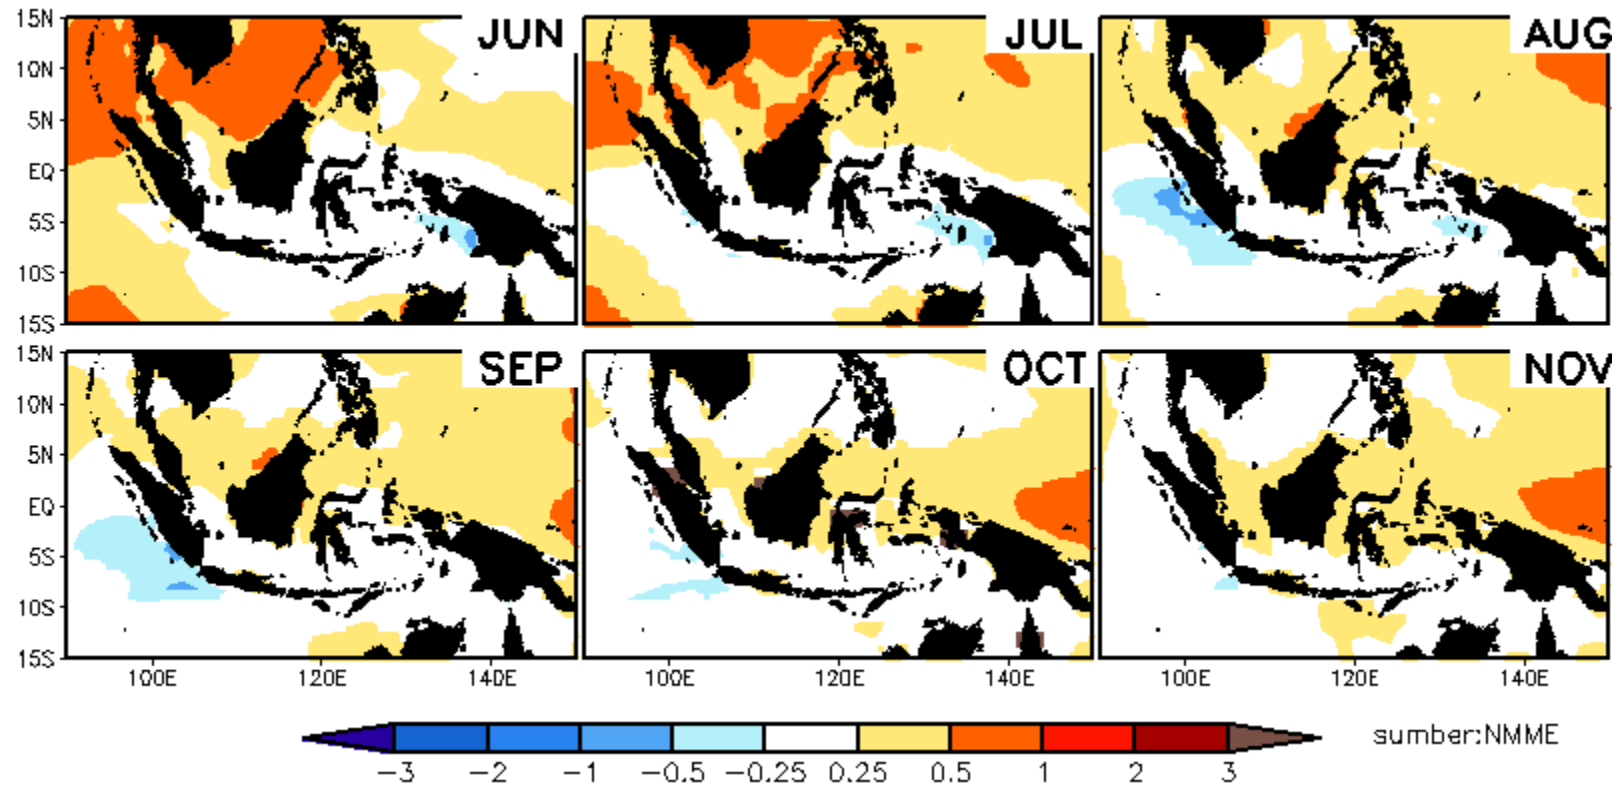 JUN JUL AUG
15N
10N
5N
EQ
5S
10S
15S
SEP OCT NOV
15N
10N
5N
EQ
5S
10S
15S
100E 120E 140E 100E 120E 140E 100E 120E 140E
-3 -2 -1 -0.5 -0.25 0.25 0.5 1 2 3
sumber:NMME